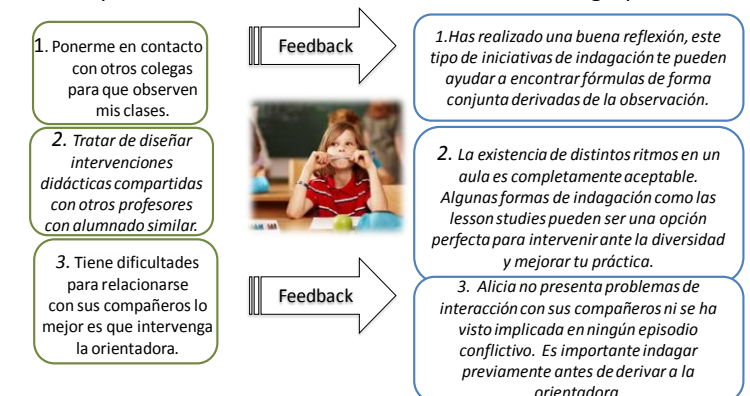 1. Ponerme en contacto
con otros colegas
para que observen
mis clases.
Feedback
1.Has realizado una buena reflexión, este
tipo de iniciativas de indagación te pueden
ayudar a encontrar fórmulas de forma
conjunta derivadas de la observación.
2. Tratar de diseñar
intervenciones
didácticas compartidas
con otros profesores
con alumnado similar.
2. La existencia de distintos ritmos en un
aula es completamente aceptable.
Algunas formas de indagación como las
lesson studies pueden ser una opción
perfecta para intervenir ante la diversidad
y mejorar tu práctica.
3. Tiene dificultades
para relacionarse
con sus compañeros lo
mejor es que intervenga
la orientadora.
Feedback
3. Alicia no presenta problemas de
interacción con sus compañeros ni se ha
visto implicada en ningún episodio
conflictivo. Es importante indagar
previamente antes de derivar a la
orientadora